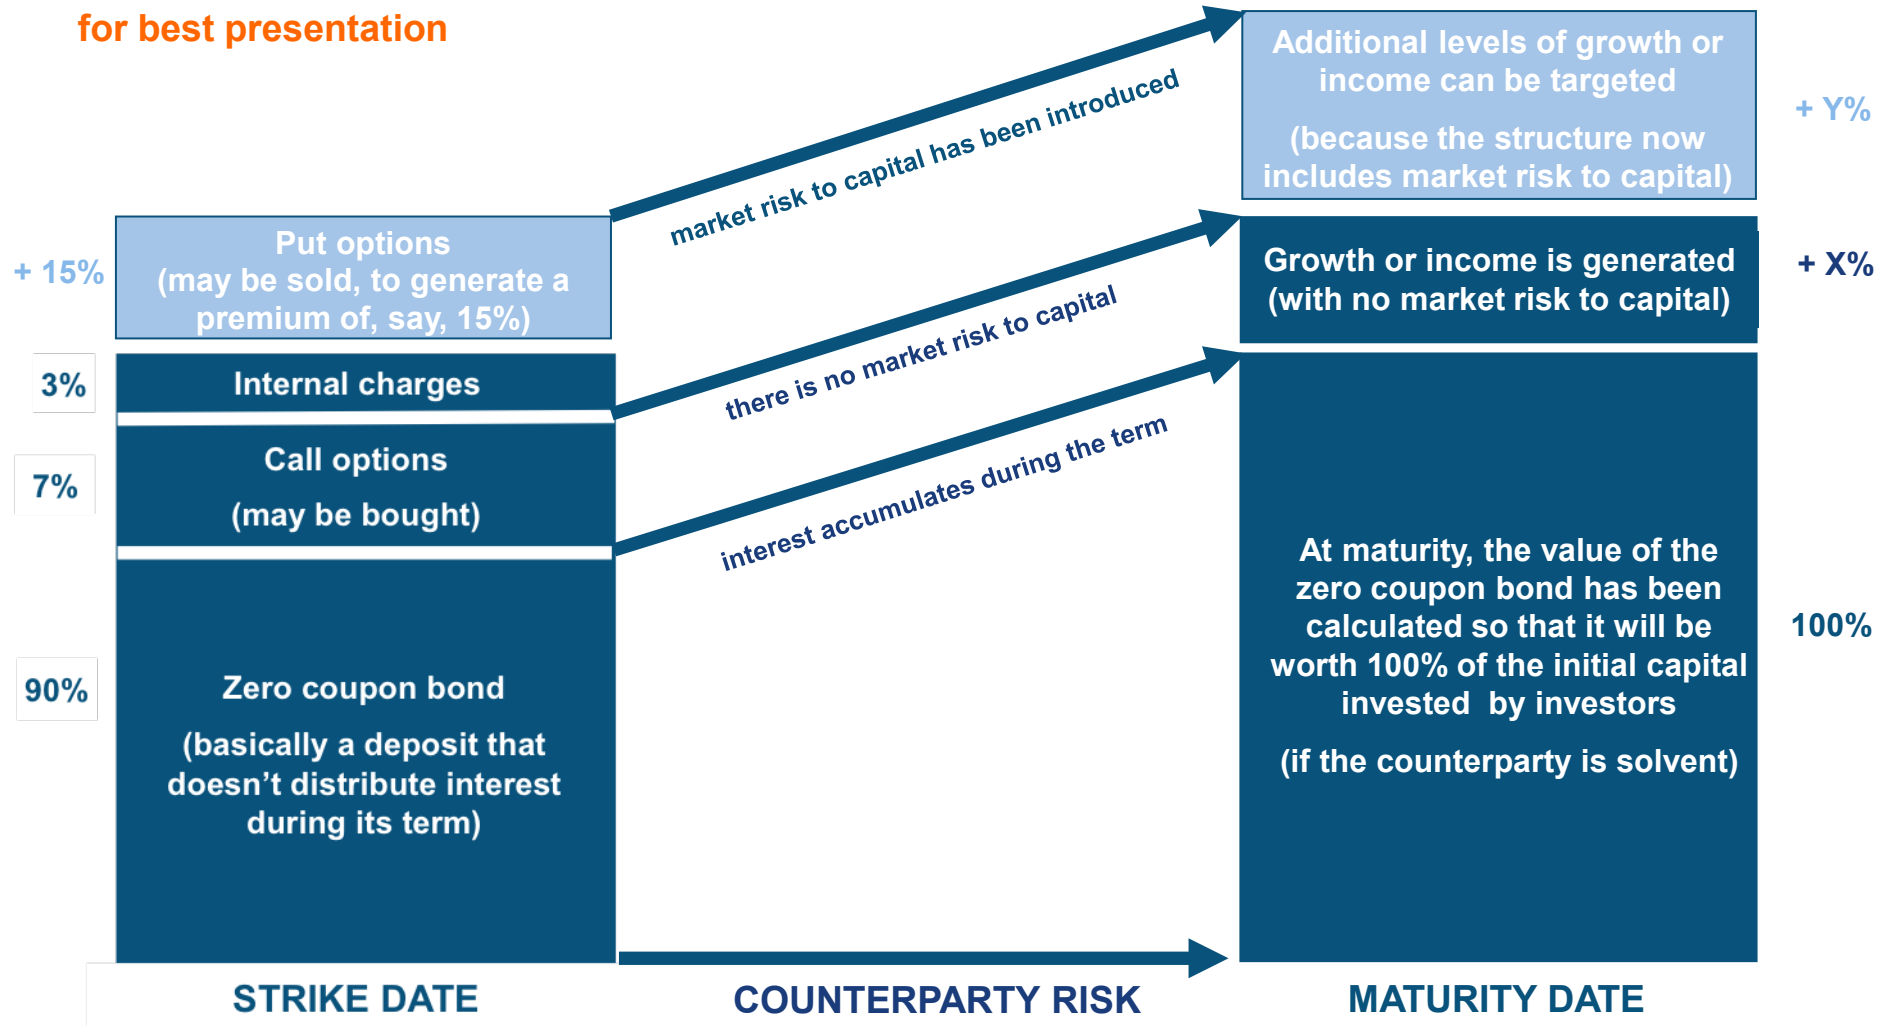 for best presentation
+ 15%
Put options
(may be sold, to generate a
premium of, say, 15%)
3%
Internal charges
7%
Call options
(may be bought)
90%
Zero coupon bond
(basically a deposit that
doesn’t distribute interest
during its term)
market risk to capital has been introduced
there is no market risk to capital
interest accumulates during the term
Additional levels of growth or
income can be targeted
(because the structure now
includes market risk to capital)
+ Y%
Growth or income is generated
(with no market risk to capital)
+ X%
At maturity, the value of the
zero coupon bond has been
calculated so that it will be
worth 100% of the initial capital
invested  by investors
(if the counterparty is solvent)
100%
STRIKE DATE
COUNTERPARTY RISK
MATURITY DATE